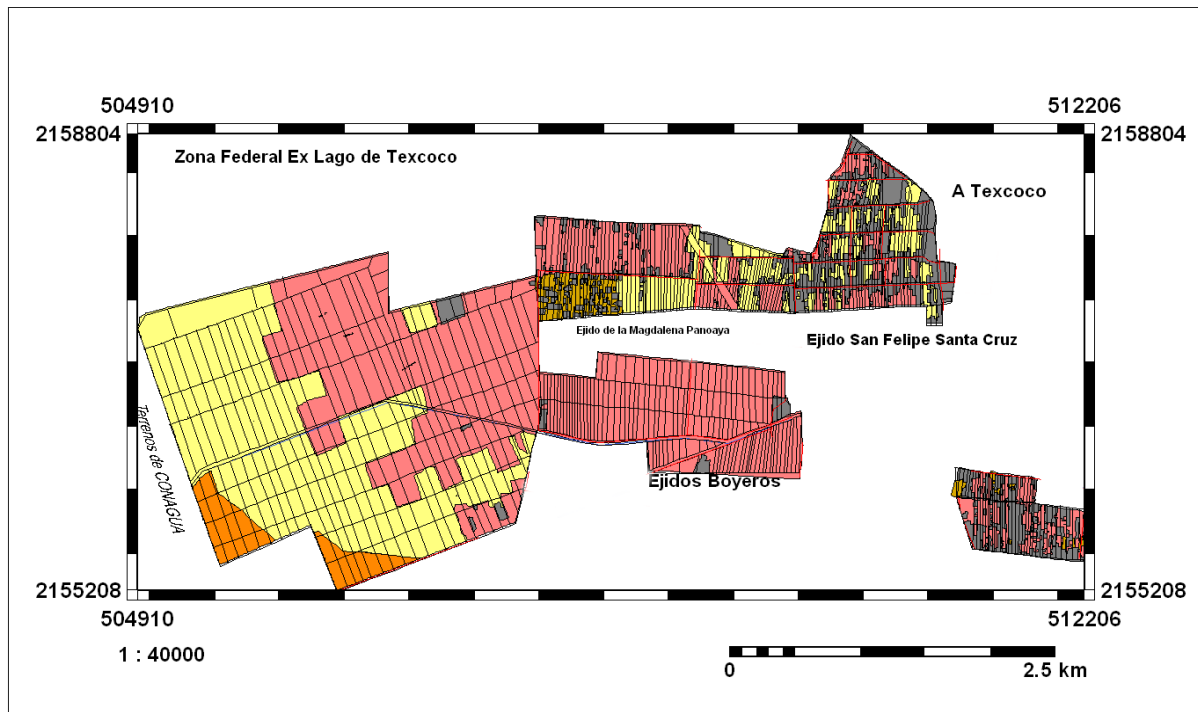 504910
512206
2158804
2158804
Zona Federal Ex Lago de Texcoco
A Texcoco
Ejido de la Magdalena Panoaya
Ejido San Felipe Santa Cruz
Terrenos de CONAGUA
Ejidos Boyeros
2155208
2155208
504910
512206
1 : 40000
0
2.5 km